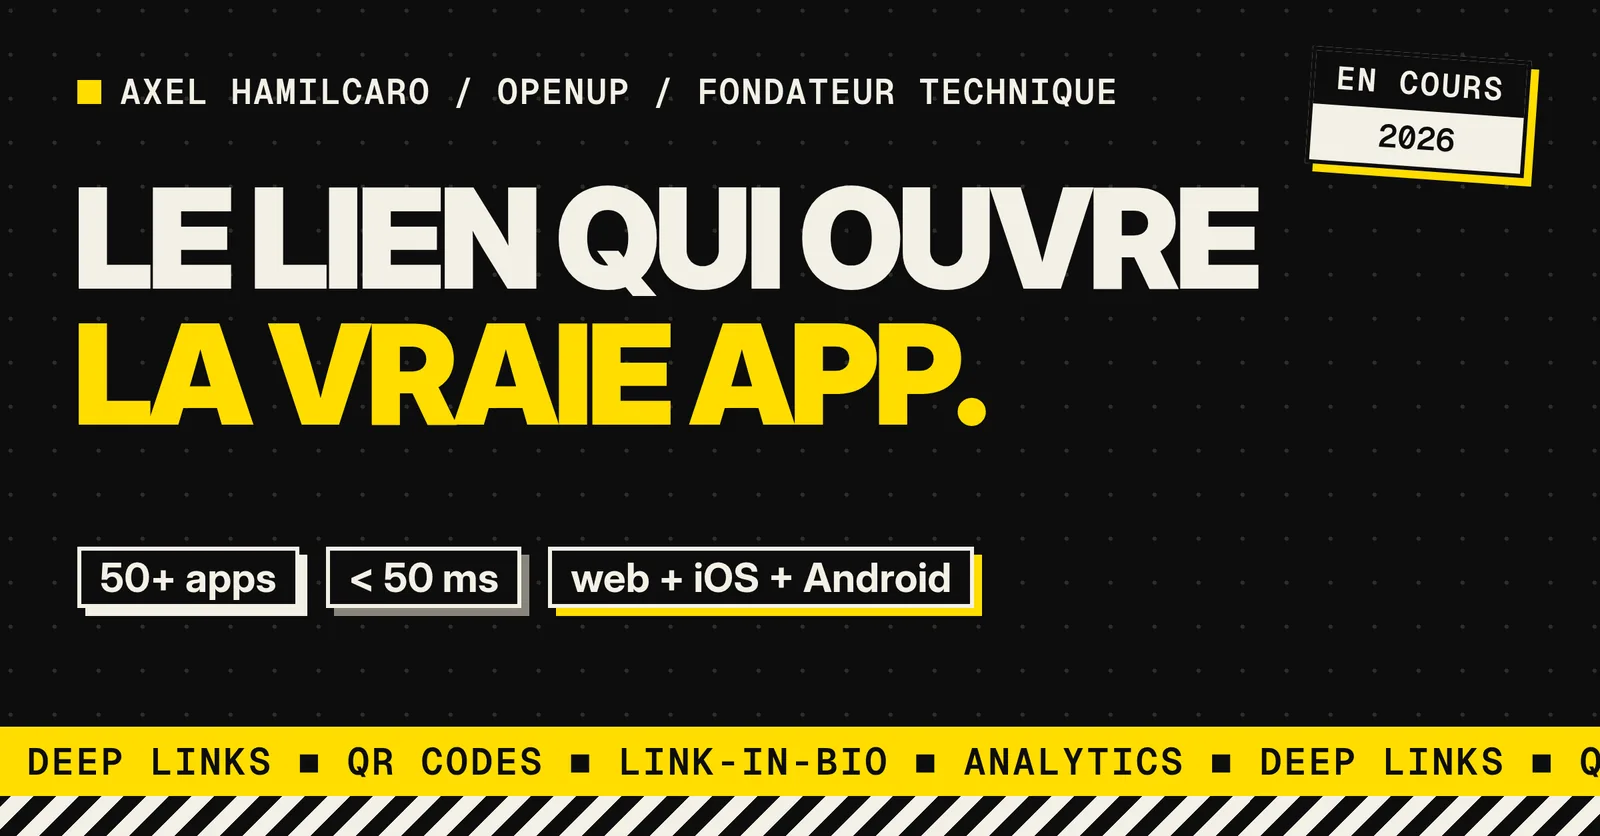 AXEL HAMILCARO / OPENUP / FONDATEUR TECHNIQUE
EN COURS
2026
LE LIEN QUI OUVRE
LA VRAIE APP.
50+ apps
< 50 ms
web + iOS + Android
DEEP LINKS ■ QR CODES ■ LINK-IN-BIO ■ ANALYTICS ■ DEEP LINKS ■ Q